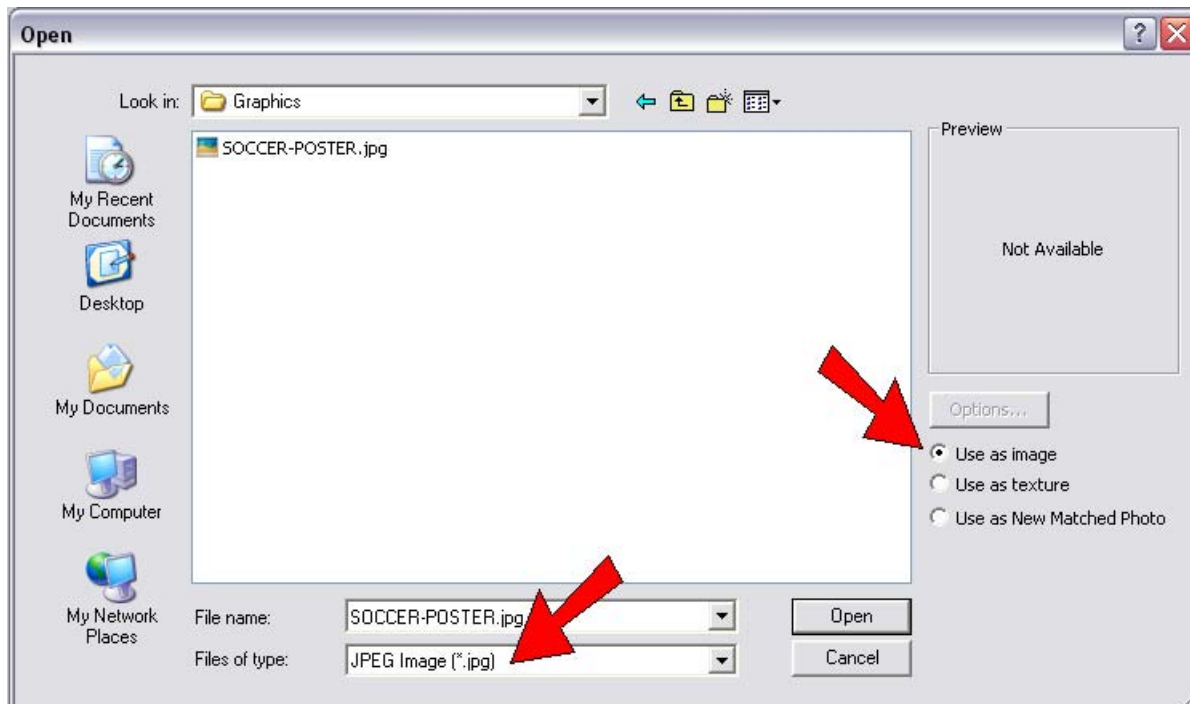 Open
Look in:
Graphics
SOCCER-POSTER.jpg
My Recent
Documents
Desktop
My Documents
My Computer
My Network
Places
Preview
Not Available
Options...
Use as image
Use as texture
Use as New Matched Photo
File name:
SOCCER-POSTER.jpg
Open
Files of type:
JPEG Image (*.jpg)
Cancel